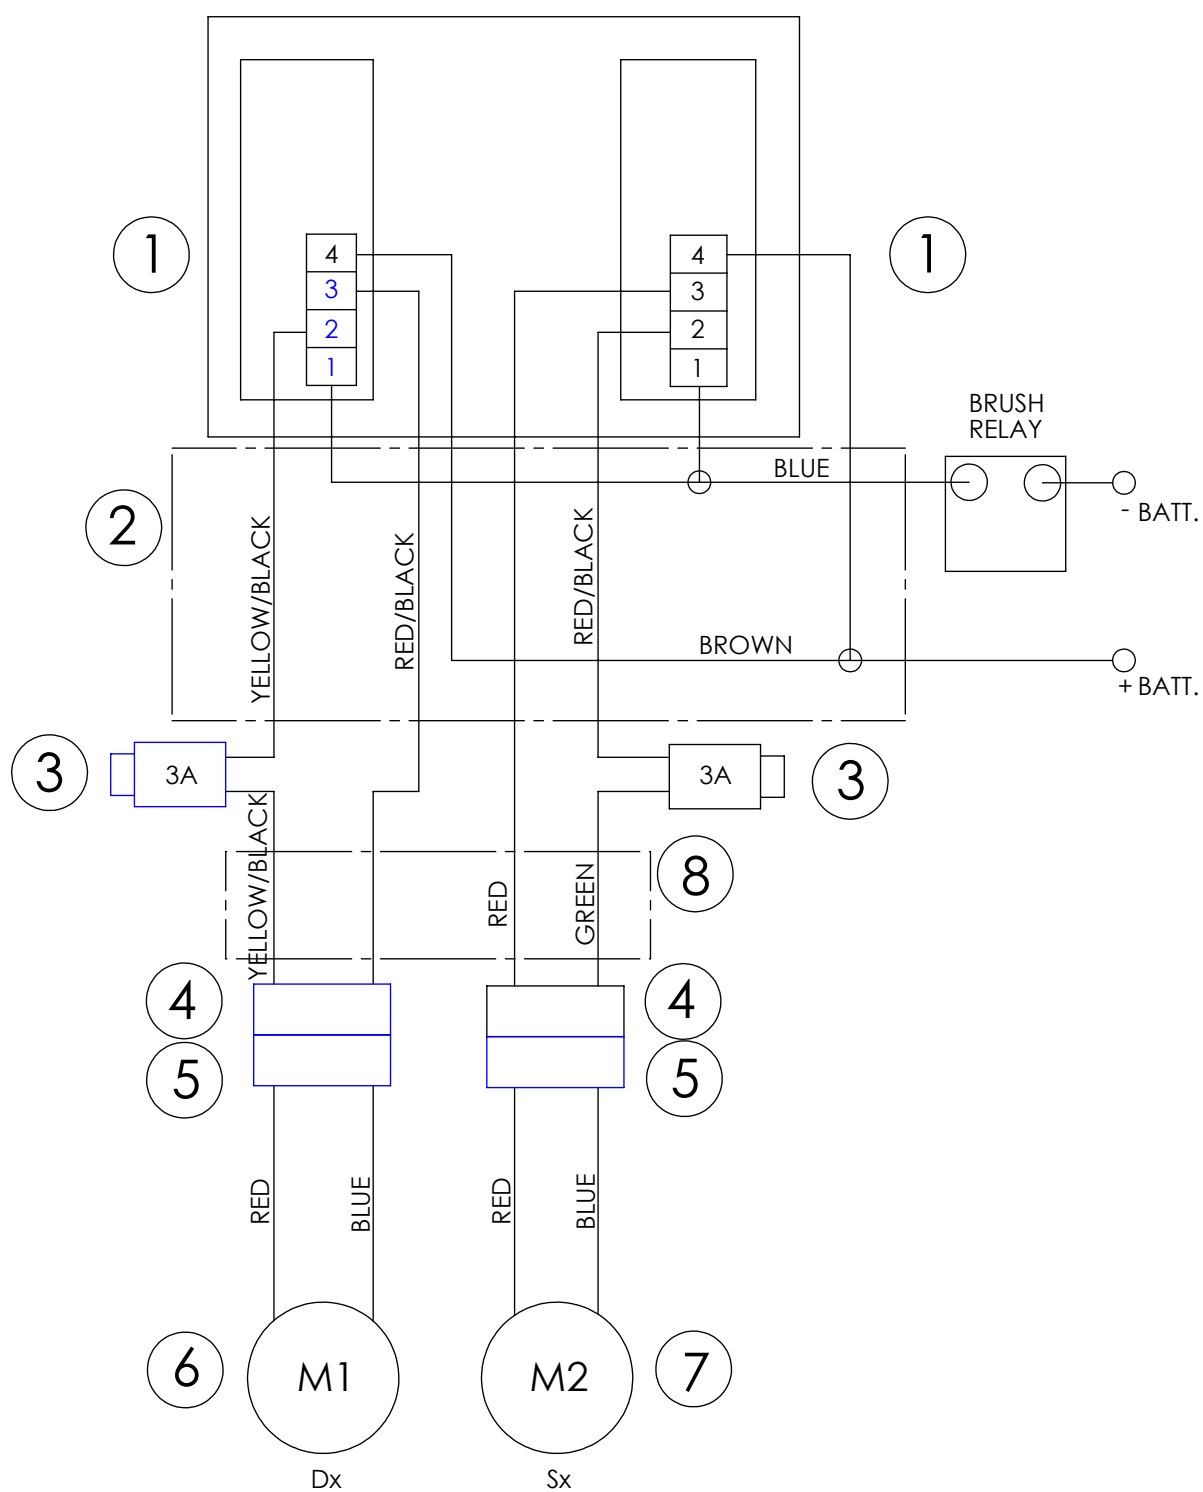 1
1
4
3
2
1
4
3
2
1
BRUSH
RELAY
2
BLUE
- BATT.
YELLOW/BLACK
RED/BLACK
RED/BLACK
BROWN
+ BATT.
3
3A
3A
3
YELLOW/BLACK
RED
GREEN
8
4
4
5
5
RED
BLUE
RED
BLUE
6
M1
M2
7
Dx
Sx